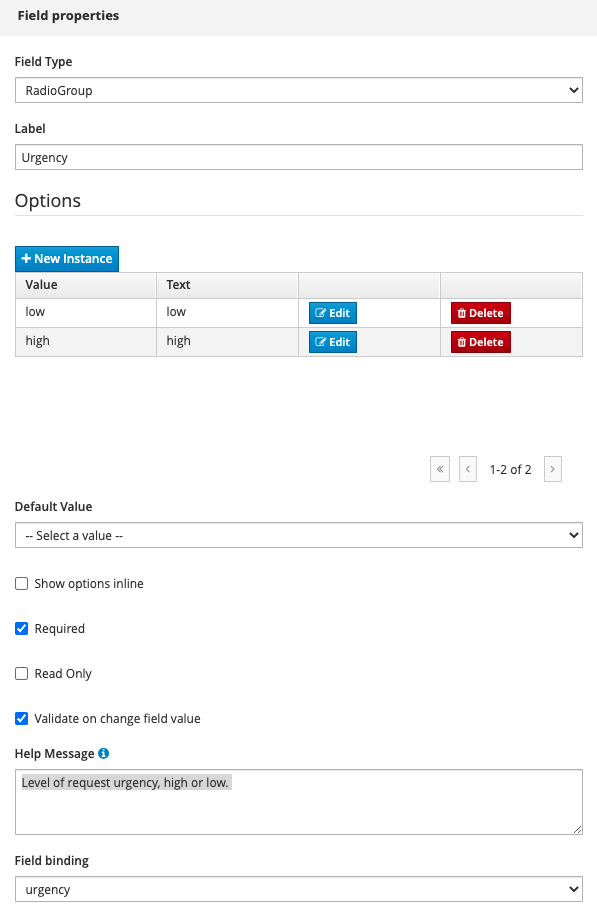 Field properties
Field Type
RadioGroup
Label
Urgency
Options
+ New Instance
Value Text
low low Edit Delete
high high Edit Delete
« ‹ 1-2 of 2 ›
Default Value
-- Select a value --
Show options inline
Required
Read Only
Validate on change field value
Help Message
Level of request urgency, high or low.
Field binding
urgency